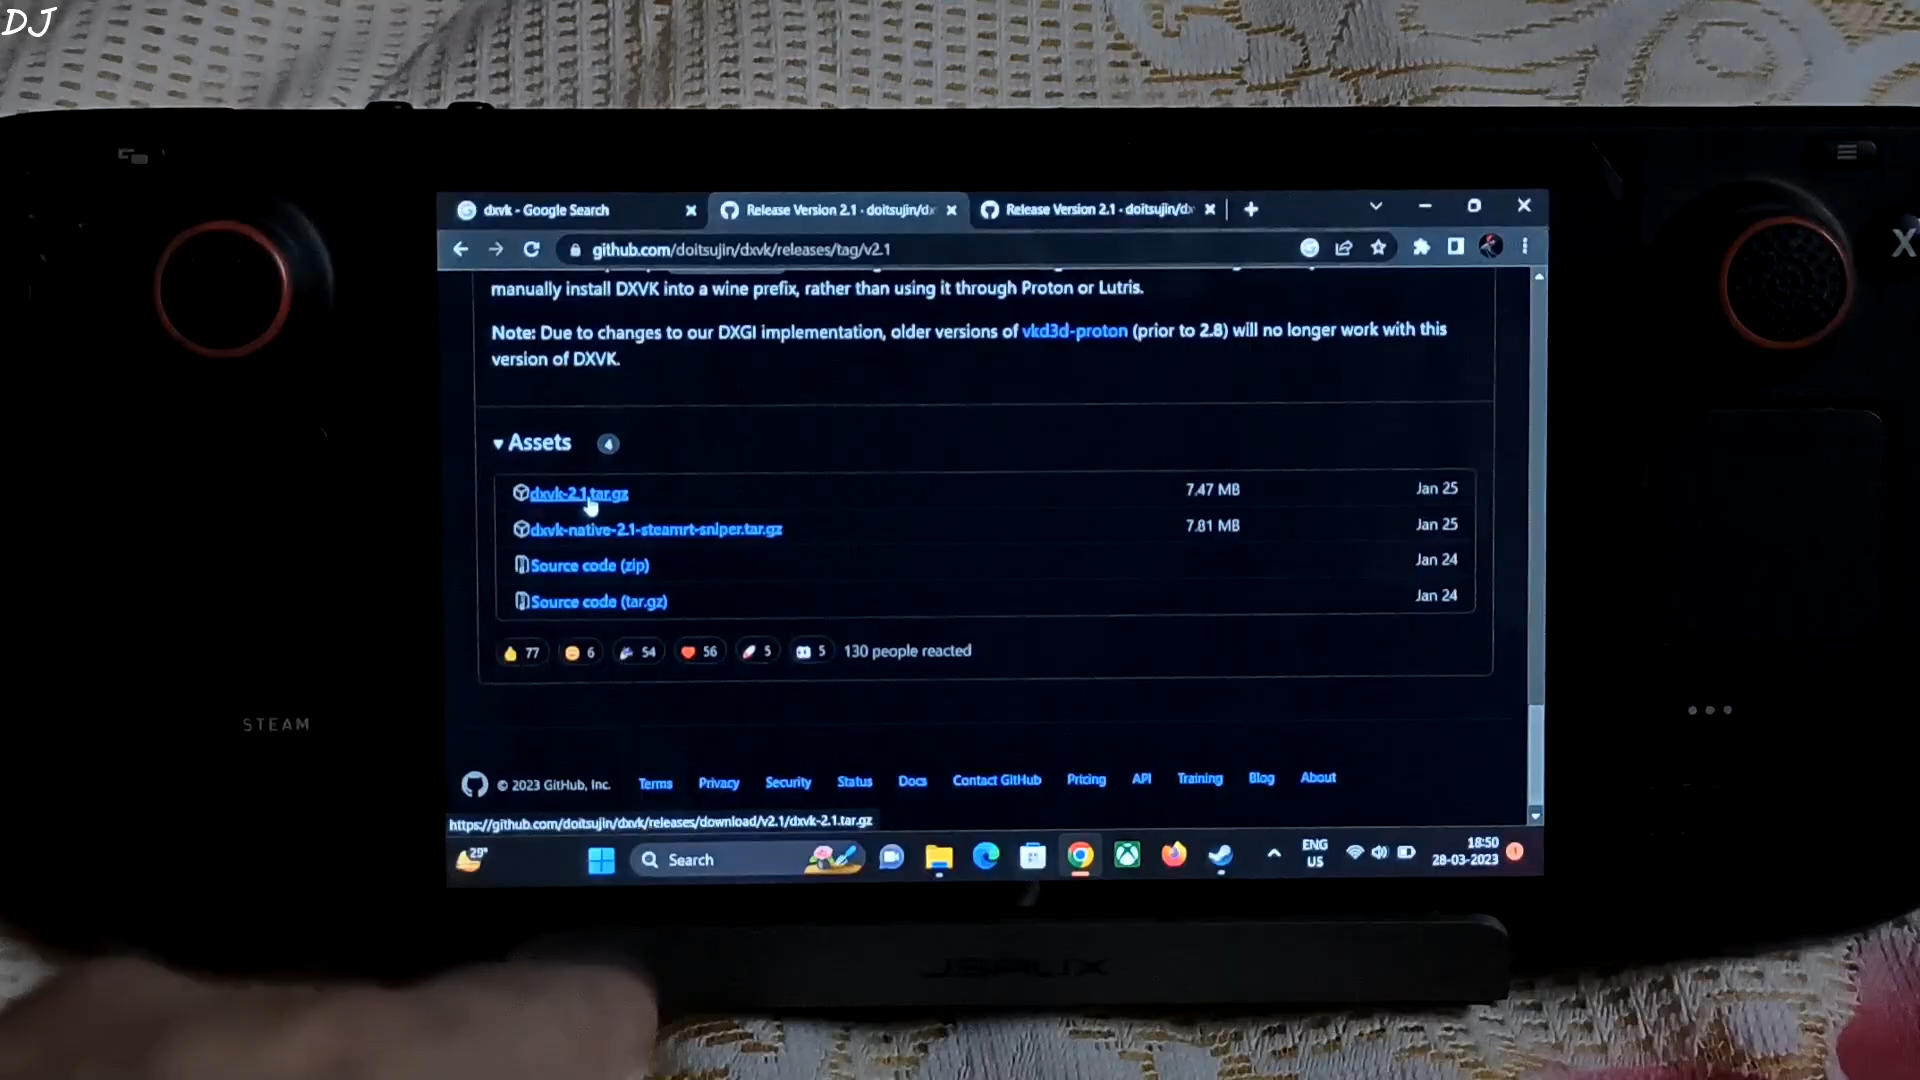 DJ
dxvk - Google Search
Release Version 2.1 · doitsujin/dx
Release Version 2.1 · doitsujin/dx
github.com/doitsujin/dxvk/releases/tag/v2.1
X
manually install DXVK into a wine prefix, rather than using it through Proton or Lutris.
Note: Due to changes to our DXGI implementation, older versions of vkd3d-proton (prior to 2.8) will no longer work with this
version of DXVK.
Assets 4
dxvk-2.1.tar.gz 7.47 MB Jan 25
dxvk-native-2.1-steamrt-sniper.tar.gz 7.81 MB Jan 25
Source code (zip) Jan 24
Source code (tar.gz) Jan 24
77 6 54 56 5 5 130 people reacted
STEAM
© 2023 GitHub, Inc. Terms Privacy Security Status Docs Contact GitHub Pricing API Training Blog About
https://github.com/doitsujin/dxvk/releases/download/v2.1/dxvk-2.1.tar.gz
29°
Search
ENG
US
18:50
28-03-2023
1
JSAUX